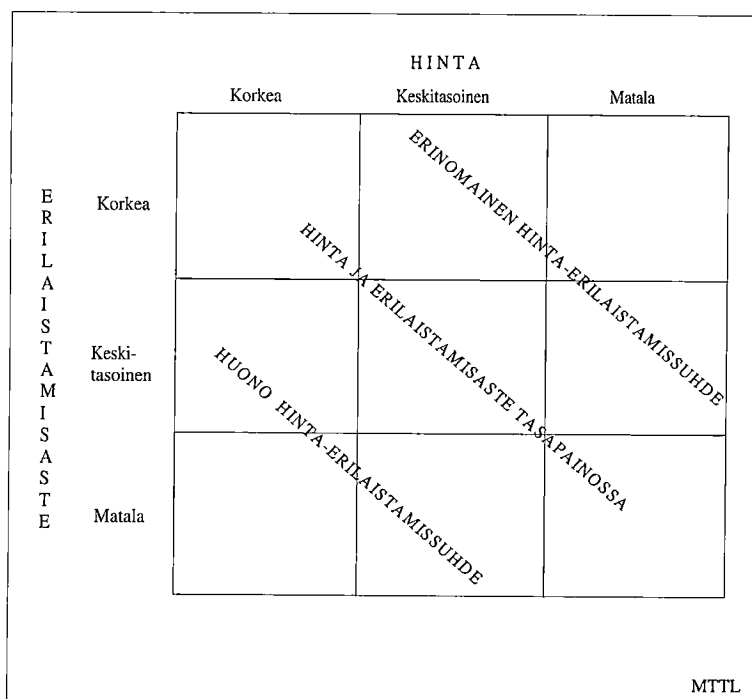 HINTA
Korkea Keskitasoinen Matala
ERILAISTAMISASTE
Korkea
Keski-
tasoinen
Matala
ERINOMAINEN HINTA-ERILAISTAMISSUHDE
HINTA JA ERILAISTAMISASTE TASAPAINOSSA
HUONO HINTA-ERILAISTAMISSUHDE
MTTL